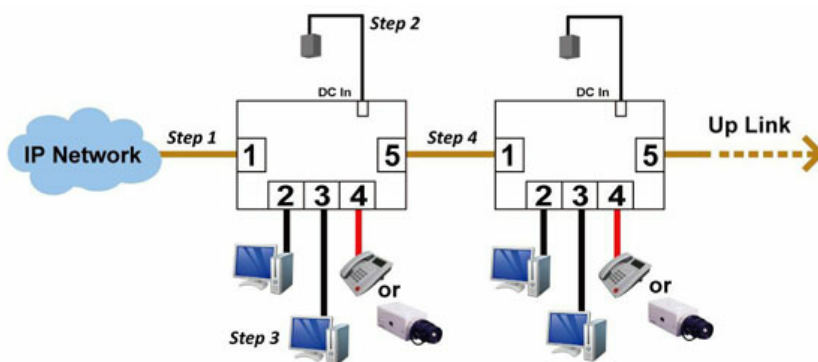 Step 2
DC In
DC In
IP Network
Step 1
1
5
Step 4
1
5
Up Link
2 3 4
2 3 4
or
or
Step 3